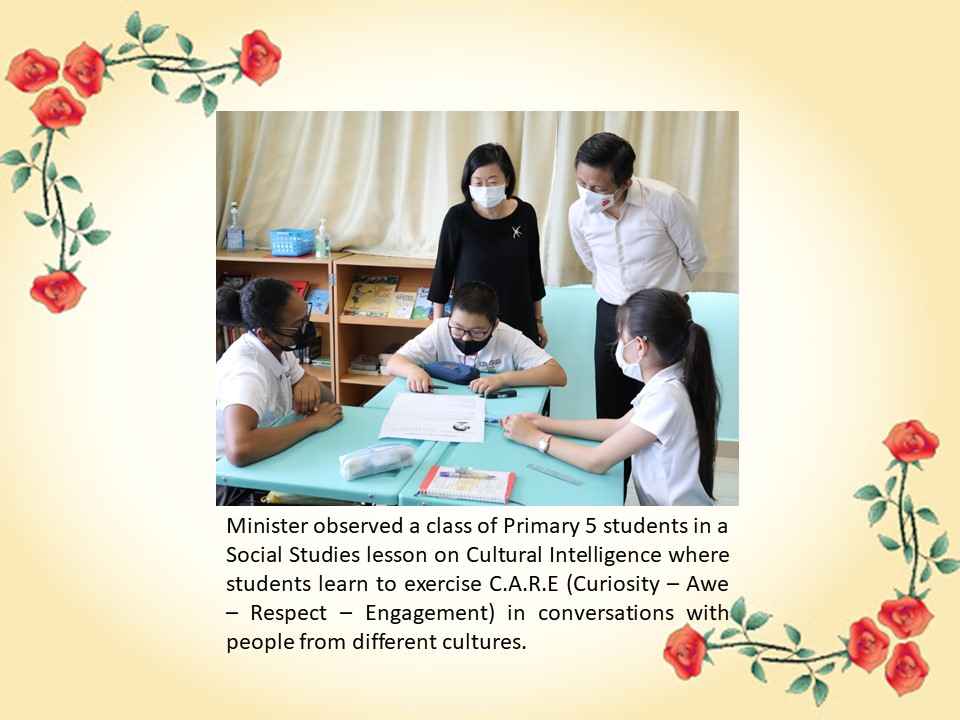 Minister observed a class of Primary 5 students in a
Social Studies lesson on Cultural Intelligence where
students learn to exercise C.A.R.E (Curiosity – Awe
– Respect – Engagement) in conversations with
people from different cultures.